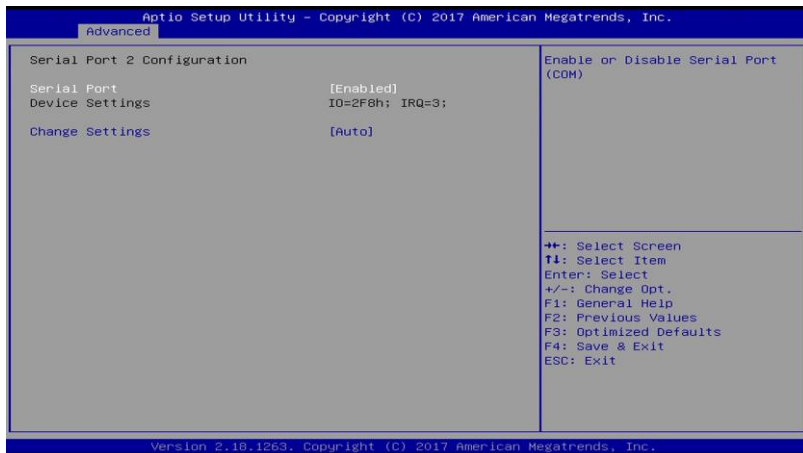 Aptio Setup Utility – Copyright (C) 2017 American Megatrends, Inc.
Advanced
Serial Port 2 Configuration
Serial Port [Enabled]
Device Settings IO=2F8h; IRQ=3;
Change Settings [Auto]
Enable or Disable Serial Port
(COM)
→←: Select Screen
↑↓: Select Item
Enter: Select
+/-: Change Opt.
F1: General Help
F2: Previous Values
F3: Optimized Defaults
F4: Save & Exit
ESC: Exit
Version 2.18.1263. Copyright (C) 2017 American Megatrends, Inc.